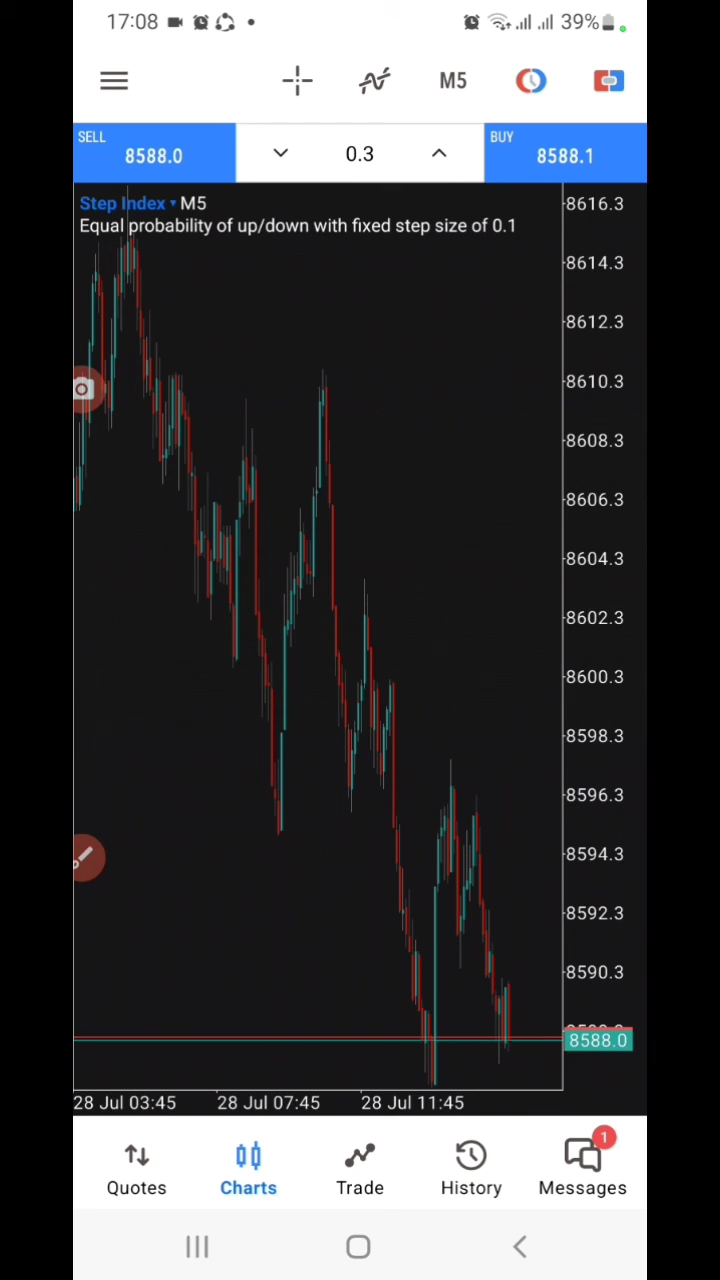 17:08 39%
M5
SELL
8588.0
0.3
BUY
8588.1
Step Index M5
Equal probability of up/down with fixed step size of 0.1
8616.3
8614.3
8612.3
8610.3
8608.3
8606.3
8604.3
8602.3
8600.3
8598.3
8596.3
8594.3
8592.3
8590.3
8588.0
28 Jul 03:45 28 Jul 07:45 28 Jul 11:45
1
Quotes Charts Trade History Messages